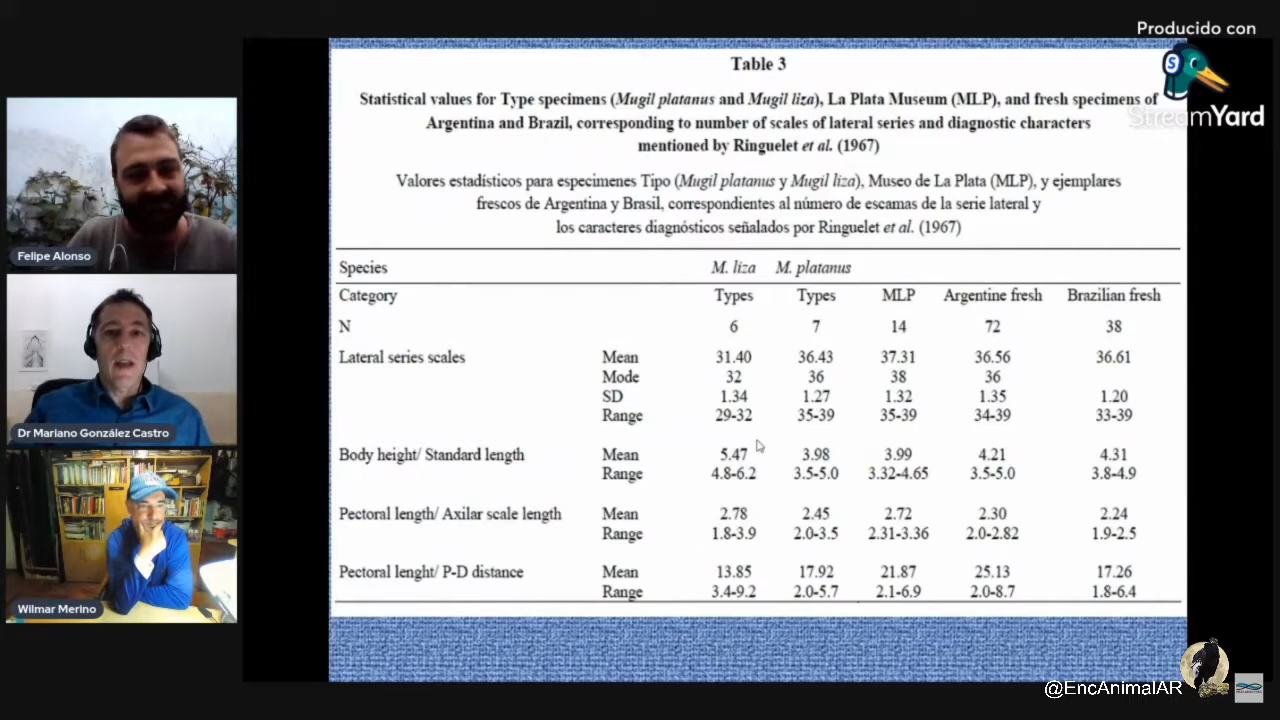 Producido con
StreamYard
Table 3
Statistical values for Type specimens (Mugil platanus and Mugil liza), La Plata Museum (MLP), and fresh specimens of
Argentina and Brazil, corresponding to number of scales of lateral series and diagnostic characters
mentioned by Ringuelet et al. (1967)
Valores estadísticos para especimenes Tipo (Mugil platanus y Mugil liza), Museo de La Plata (MLP), y ejemplares
frescos de Argentina y Brasil, correspondientes al número de escamas de la serie lateral y
los caracteres diagnósticos señalados por Ringuelet et al. (1967)
Species M. liza M. platanus
Category Types Types MLP Argentine fresh Brazilian fresh
N 6 7 14 72 38
Lateral series scales Mean 31.40 36.43 37.31 36.56 36.61
Mode 32 36 38 36
SD 1.34 1.27 1.32 1.35 1.20
Range 29-32 35-39 35-39 34-39 33-39
Body height/ Standard length Mean 5.47 3.98 3.99 4.21 4.31
Range 4.8-6.2 3.5-5.0 3.32-4.65 3.5-5.0 3.8-4.9
Pectoral length/ Axilar scale length Mean 2.78 2.45 2.72 2.30 2.24
Range 1.8-3.9 2.0-3.5 2.31-3.36 2.0-2.82 1.9-2.5
Pectoral lenght/ P-D distance Mean 13.85 17.92 21.87 25.13 17.26
Range 3.4-9.2 2.0-5.7 2.1-6.9 2.0-8.7 1.8-6.4
Felipe Alonso
Dr Mariano González Castro
Wilmar Merino
@EncAnimalAR